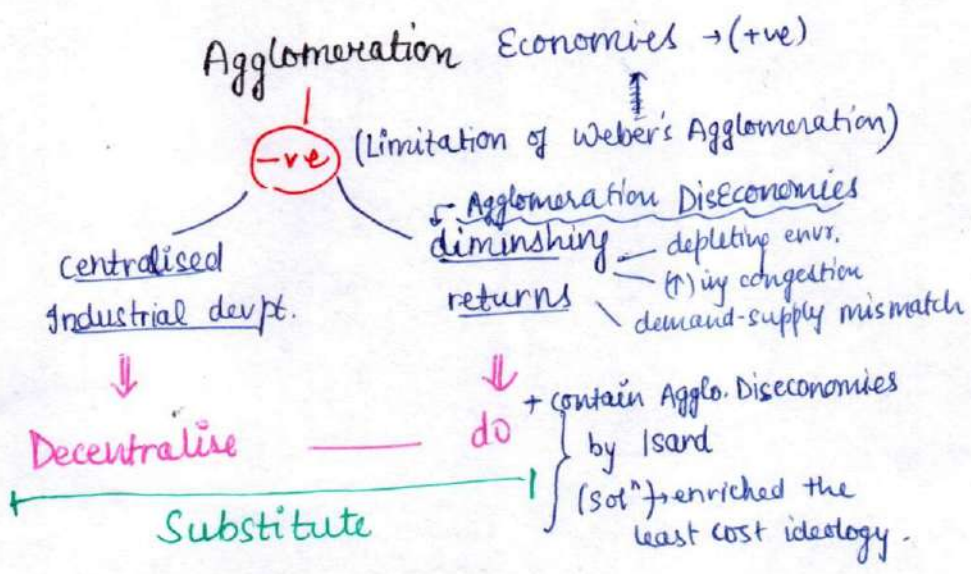 Agglomeration Economies → (+ve)
-ve (Limitation of Weber's Agglomeration)
Agglomeration DisEconomies
centralised
Industrial devpt.
diminshing
returns
depleting envr.
(↑) ing congestion
demand-supply mismatch
⇓ ⇓
Decentralise —— do
+ contain Agglo. Diseconomies
by Isard
(solⁿ) → enriched the
least cost ideology.
Substitute